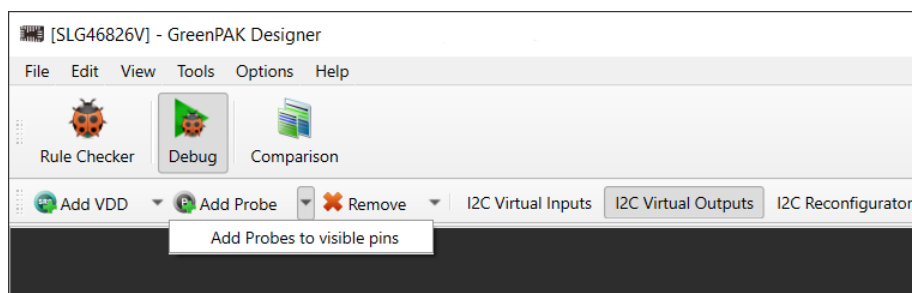 [SLG46826V] - GreenPAK Designer
File Edit View Tools Options Help
Rule Checker Debug Comparison
Add VDD Add Probe Remove I2C Virtual Inputs I2C Virtual Outputs I2C Reconfigurator
Add Probes to visible pins